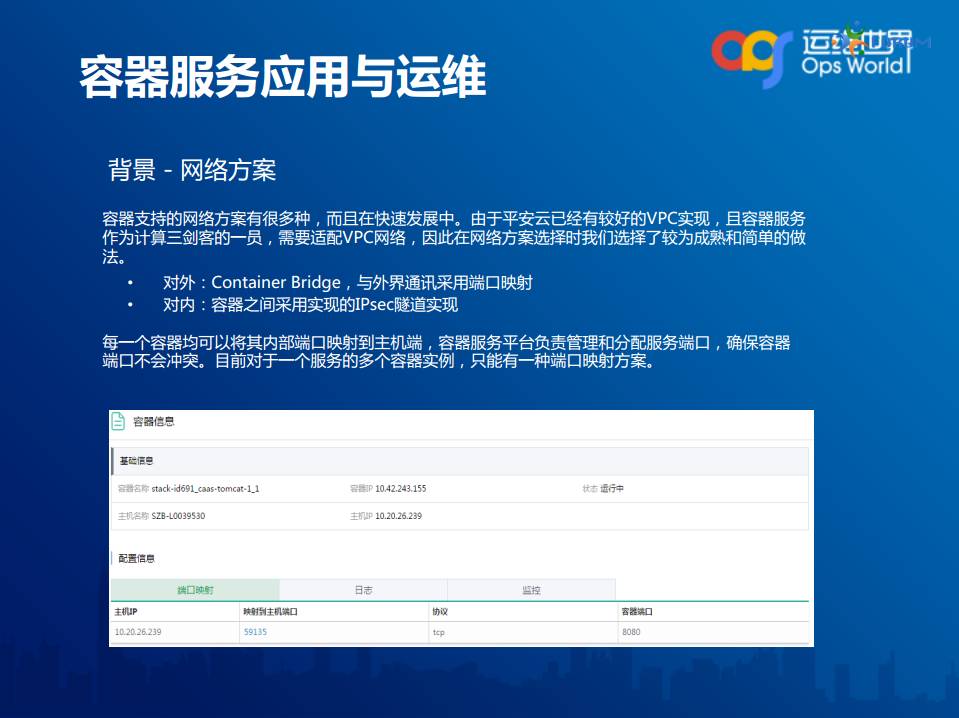 容器服务应用与运维
运维世界
Ops World
背景 - 网络方案
容器支持的网络方案有很多种，而且在快速发展中。由于平安云已经有较好的VPC实现，且容器服务
作为计算三剑客的一员，需要适配VPC网络，因此在网络方案选择时我们选择了较为成熟和简单的做
法。
• 对外：Container Bridge，与外界通讯采用端口映射
• 对内：容器之间采用实现的IPsec隧道实现
每一个容器均可以将其内部端口映射到主机端，容器服务平台负责管理和分配服务端口，确保容器
端口不会冲突。目前对于一个服务的多个容器实例，只能有一种端口映射方案。
容器信息
基础信息
容器名称 stack-id691_caas-tomcat-1_1 容器IP 10.42.243.155 状态 运行中
主机名称 SZB-L0039530 主机IP 10.20.26.239
配置信息
端口映射 日志 监控
主机IP 映射到主机端口 协议 容器端口
10.20.26.239 59135 tcp 8080